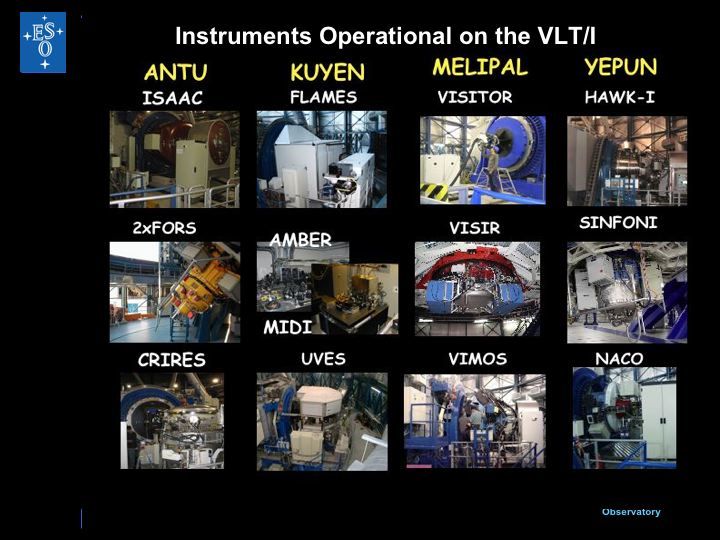 ESO
Instruments Operational on the VLT/I
ANTU KUYEN MELIPAL YEPUN
ISAAC FLAMES VISITOR HAWK-I
2xFORS AMBER VISIR SINFONI
MIDI
CRIRES UVES VIMOS NACO
Observatory